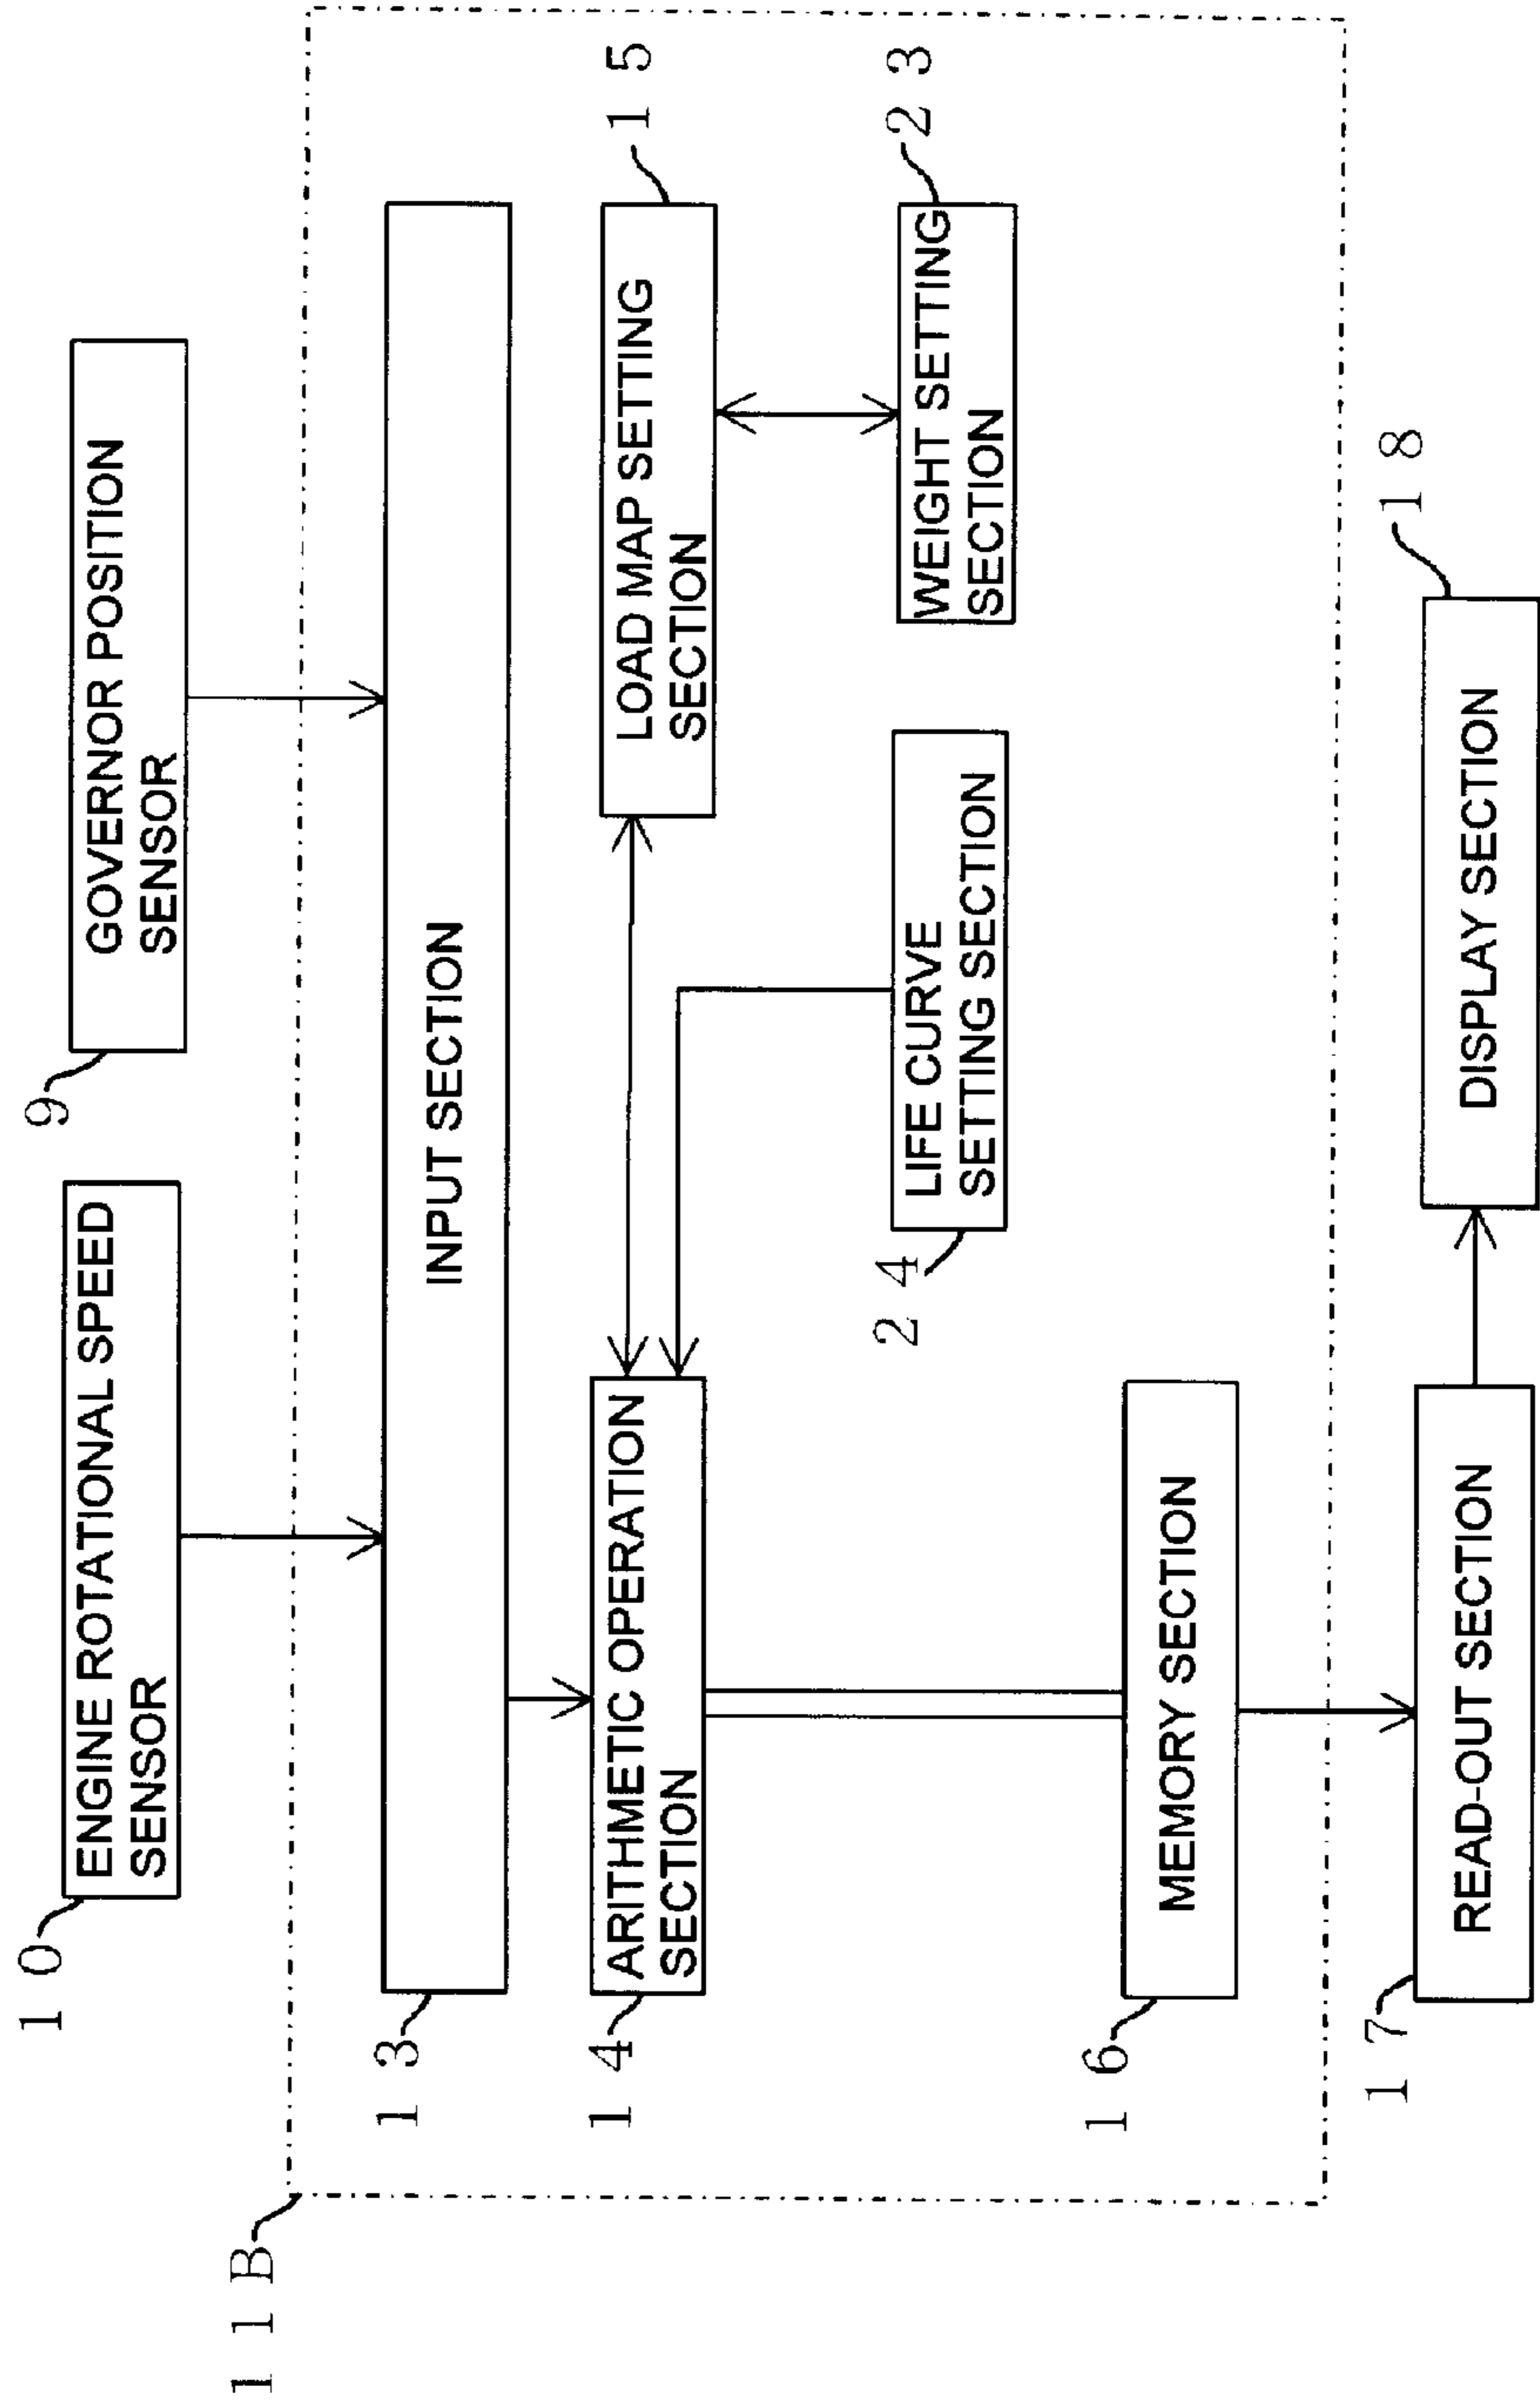 10
ENGINE ROTATIONAL SPEED
SENSOR
9
GOVERNOR POSITION
SENSOR
11B
13
INPUT SECTION
14
ARITHMETIC OPERATION
SECTION
LOAD MAP SETTING
SECTION
15
24
LIFE CURVE
SETTING SECTION
WEIGHT SETTING
SECTION
23
16
MEMORY SECTION
17
READ-OUT SECTION
DISPLAY SECTION
18